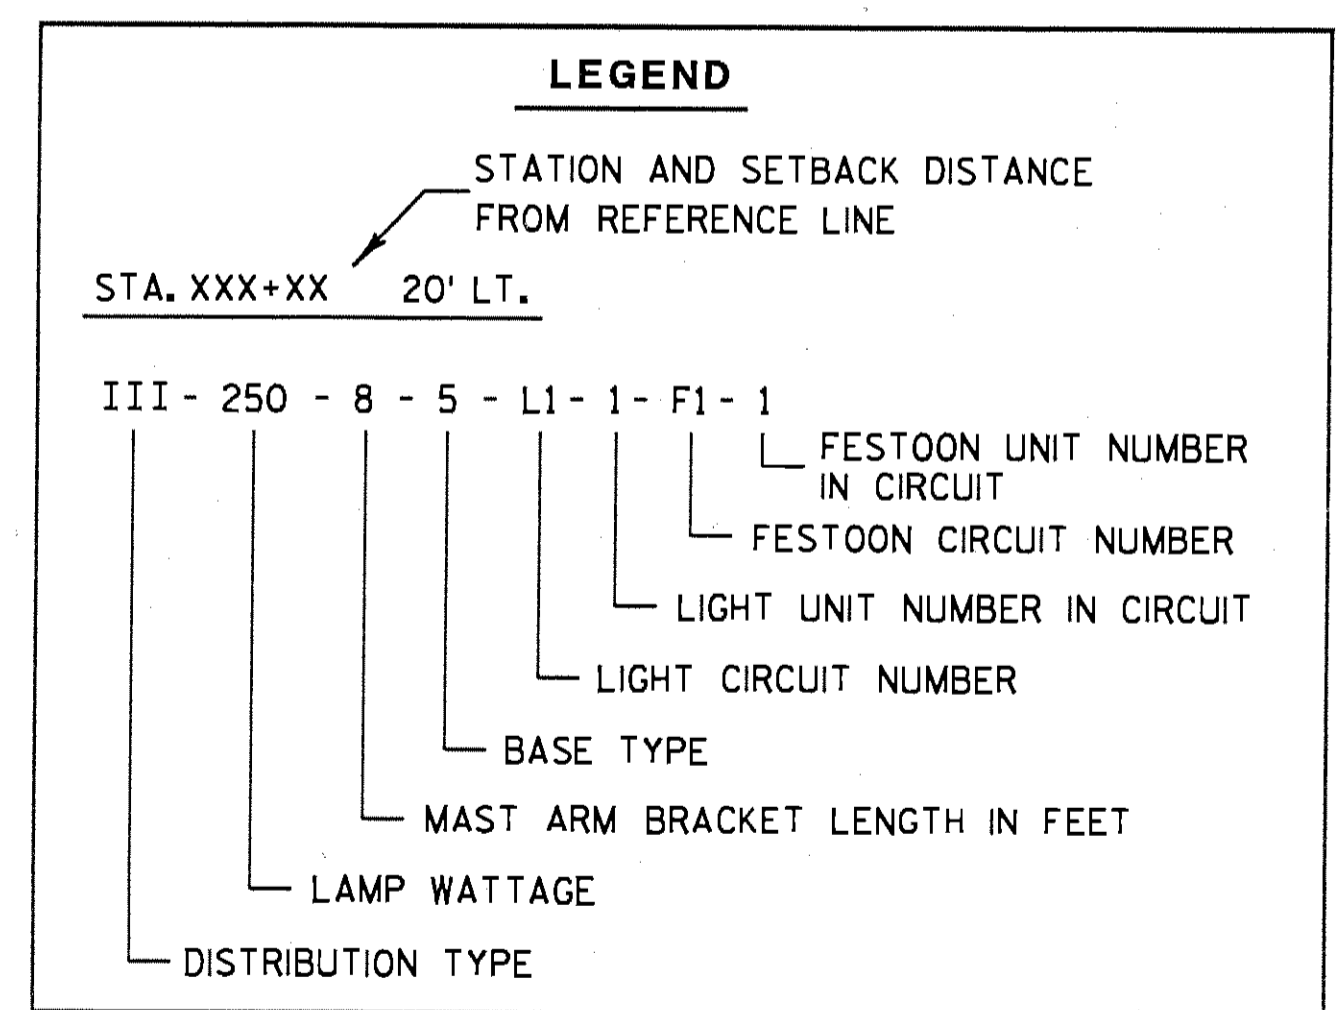 LEGEND
STATION AND SETBACK DISTANCE
FROM REFERENCE LINE
STA. XXX+XX 20' LT.
III - 250 - 8 - 5 - L1 - 1 - F1 - 1
FESTOON UNIT NUMBER
IN CIRCUIT
FESTOON CIRCUIT NUMBER
LIGHT UNIT NUMBER IN CIRCUIT
LIGHT CIRCUIT NUMBER
BASE TYPE
MAST ARM BRACKET LENGTH IN FEET
LAMP WATTAGE
DISTRIBUTION TYPE